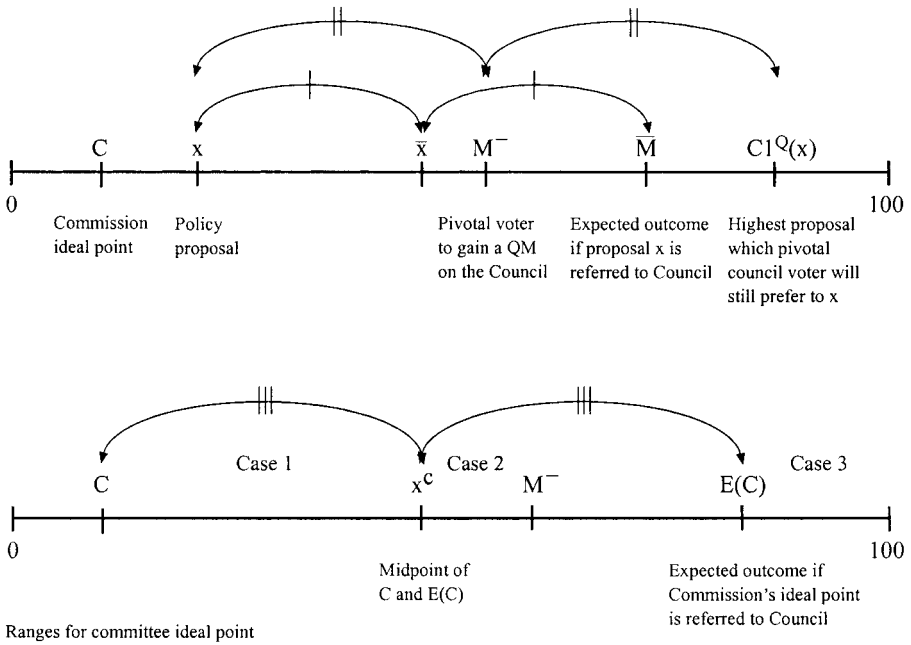 C x x̄ M⁻ M̄ C1^Q(x)
0 100
Commission
ideal point
Policy
proposal
Pivotal voter
to gain a QM
on the Council
Expected outcome
if proposal x is
referred to Council
Highest proposal
which pivotal
council voter will
still prefer to x
Case 1 Case 2 Case 3
C x^c M⁻ E(C)
0 100
Midpoint of
C and E(C)
Expected outcome if
Commission's ideal point
is referred to Council
Ranges for committee ideal point